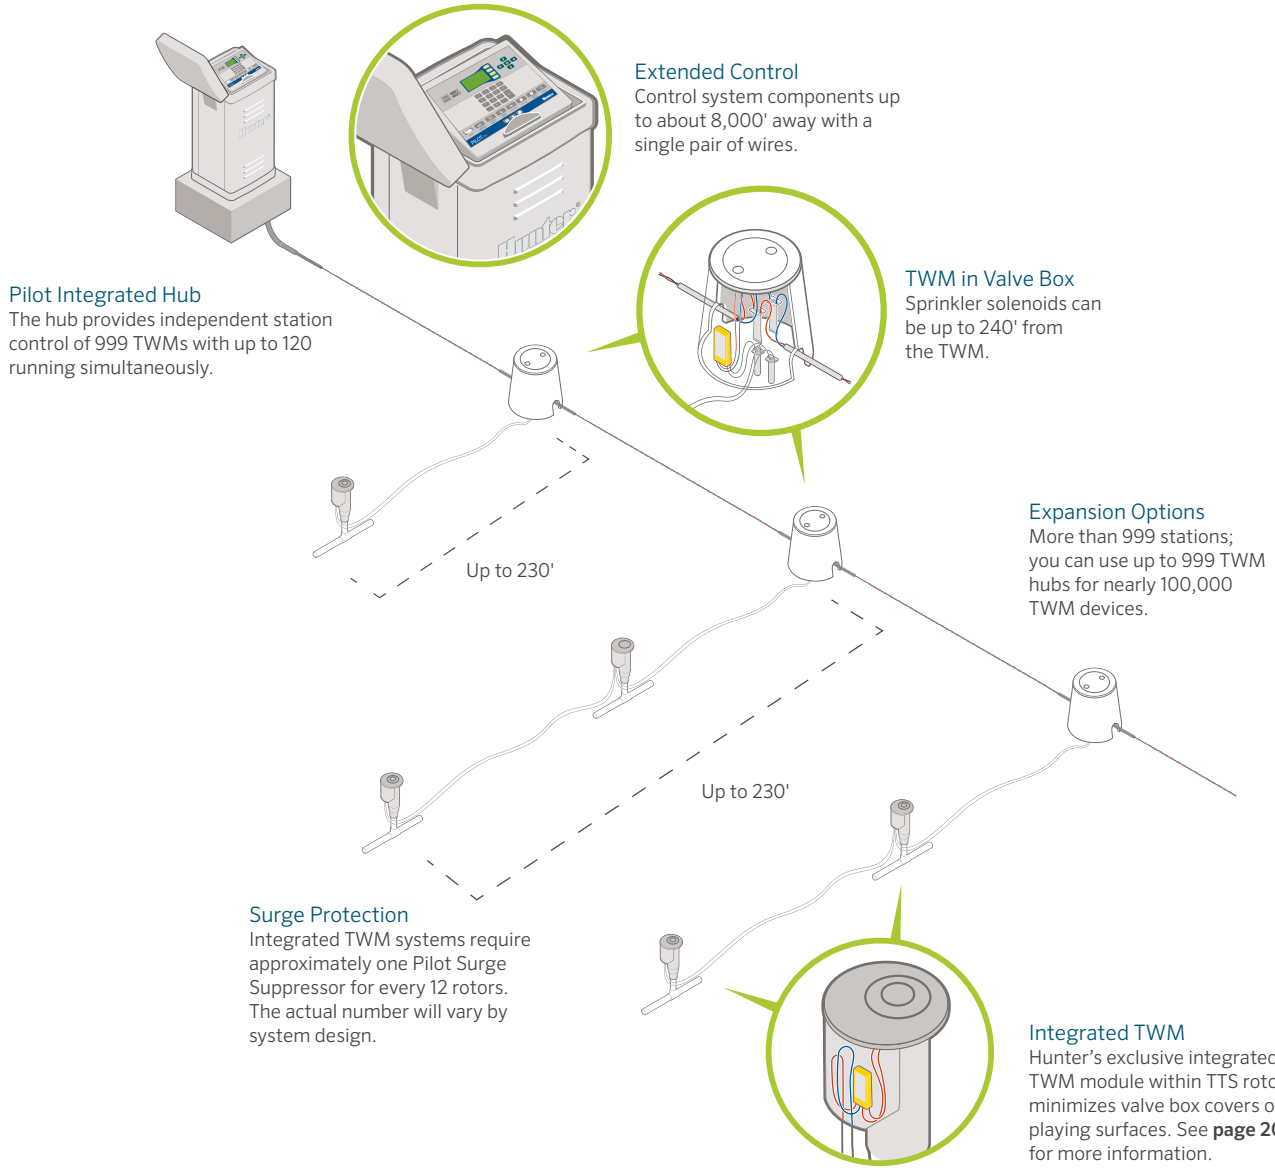 Extended Control
Control system components up
to about 8,000' away with a
single pair of wires.
PILOT
Hunter
TWM in Valve Box
Sprinkler solenoids can
be up to 240' from
the TWM.
Pilot Integrated Hub
The hub provides independent station
control of 999 TWMs with up to 120
running simultaneously.
Up to 230'
Expansion Options
More than 999 stations;
you can use up to 999 TWM
hubs for nearly 100,000
TWM devices.
Up to 230'
Surge Protection
Integrated TWM systems require
approximately one Pilot Surge
Suppressor for every 12 rotors.
The actual number will vary by
system design.
Integrated TWM
Hunter's exclusive integrated
TWM module within TTS roto
minimizes valve box covers o
playing surfaces. See page 20
for more information.